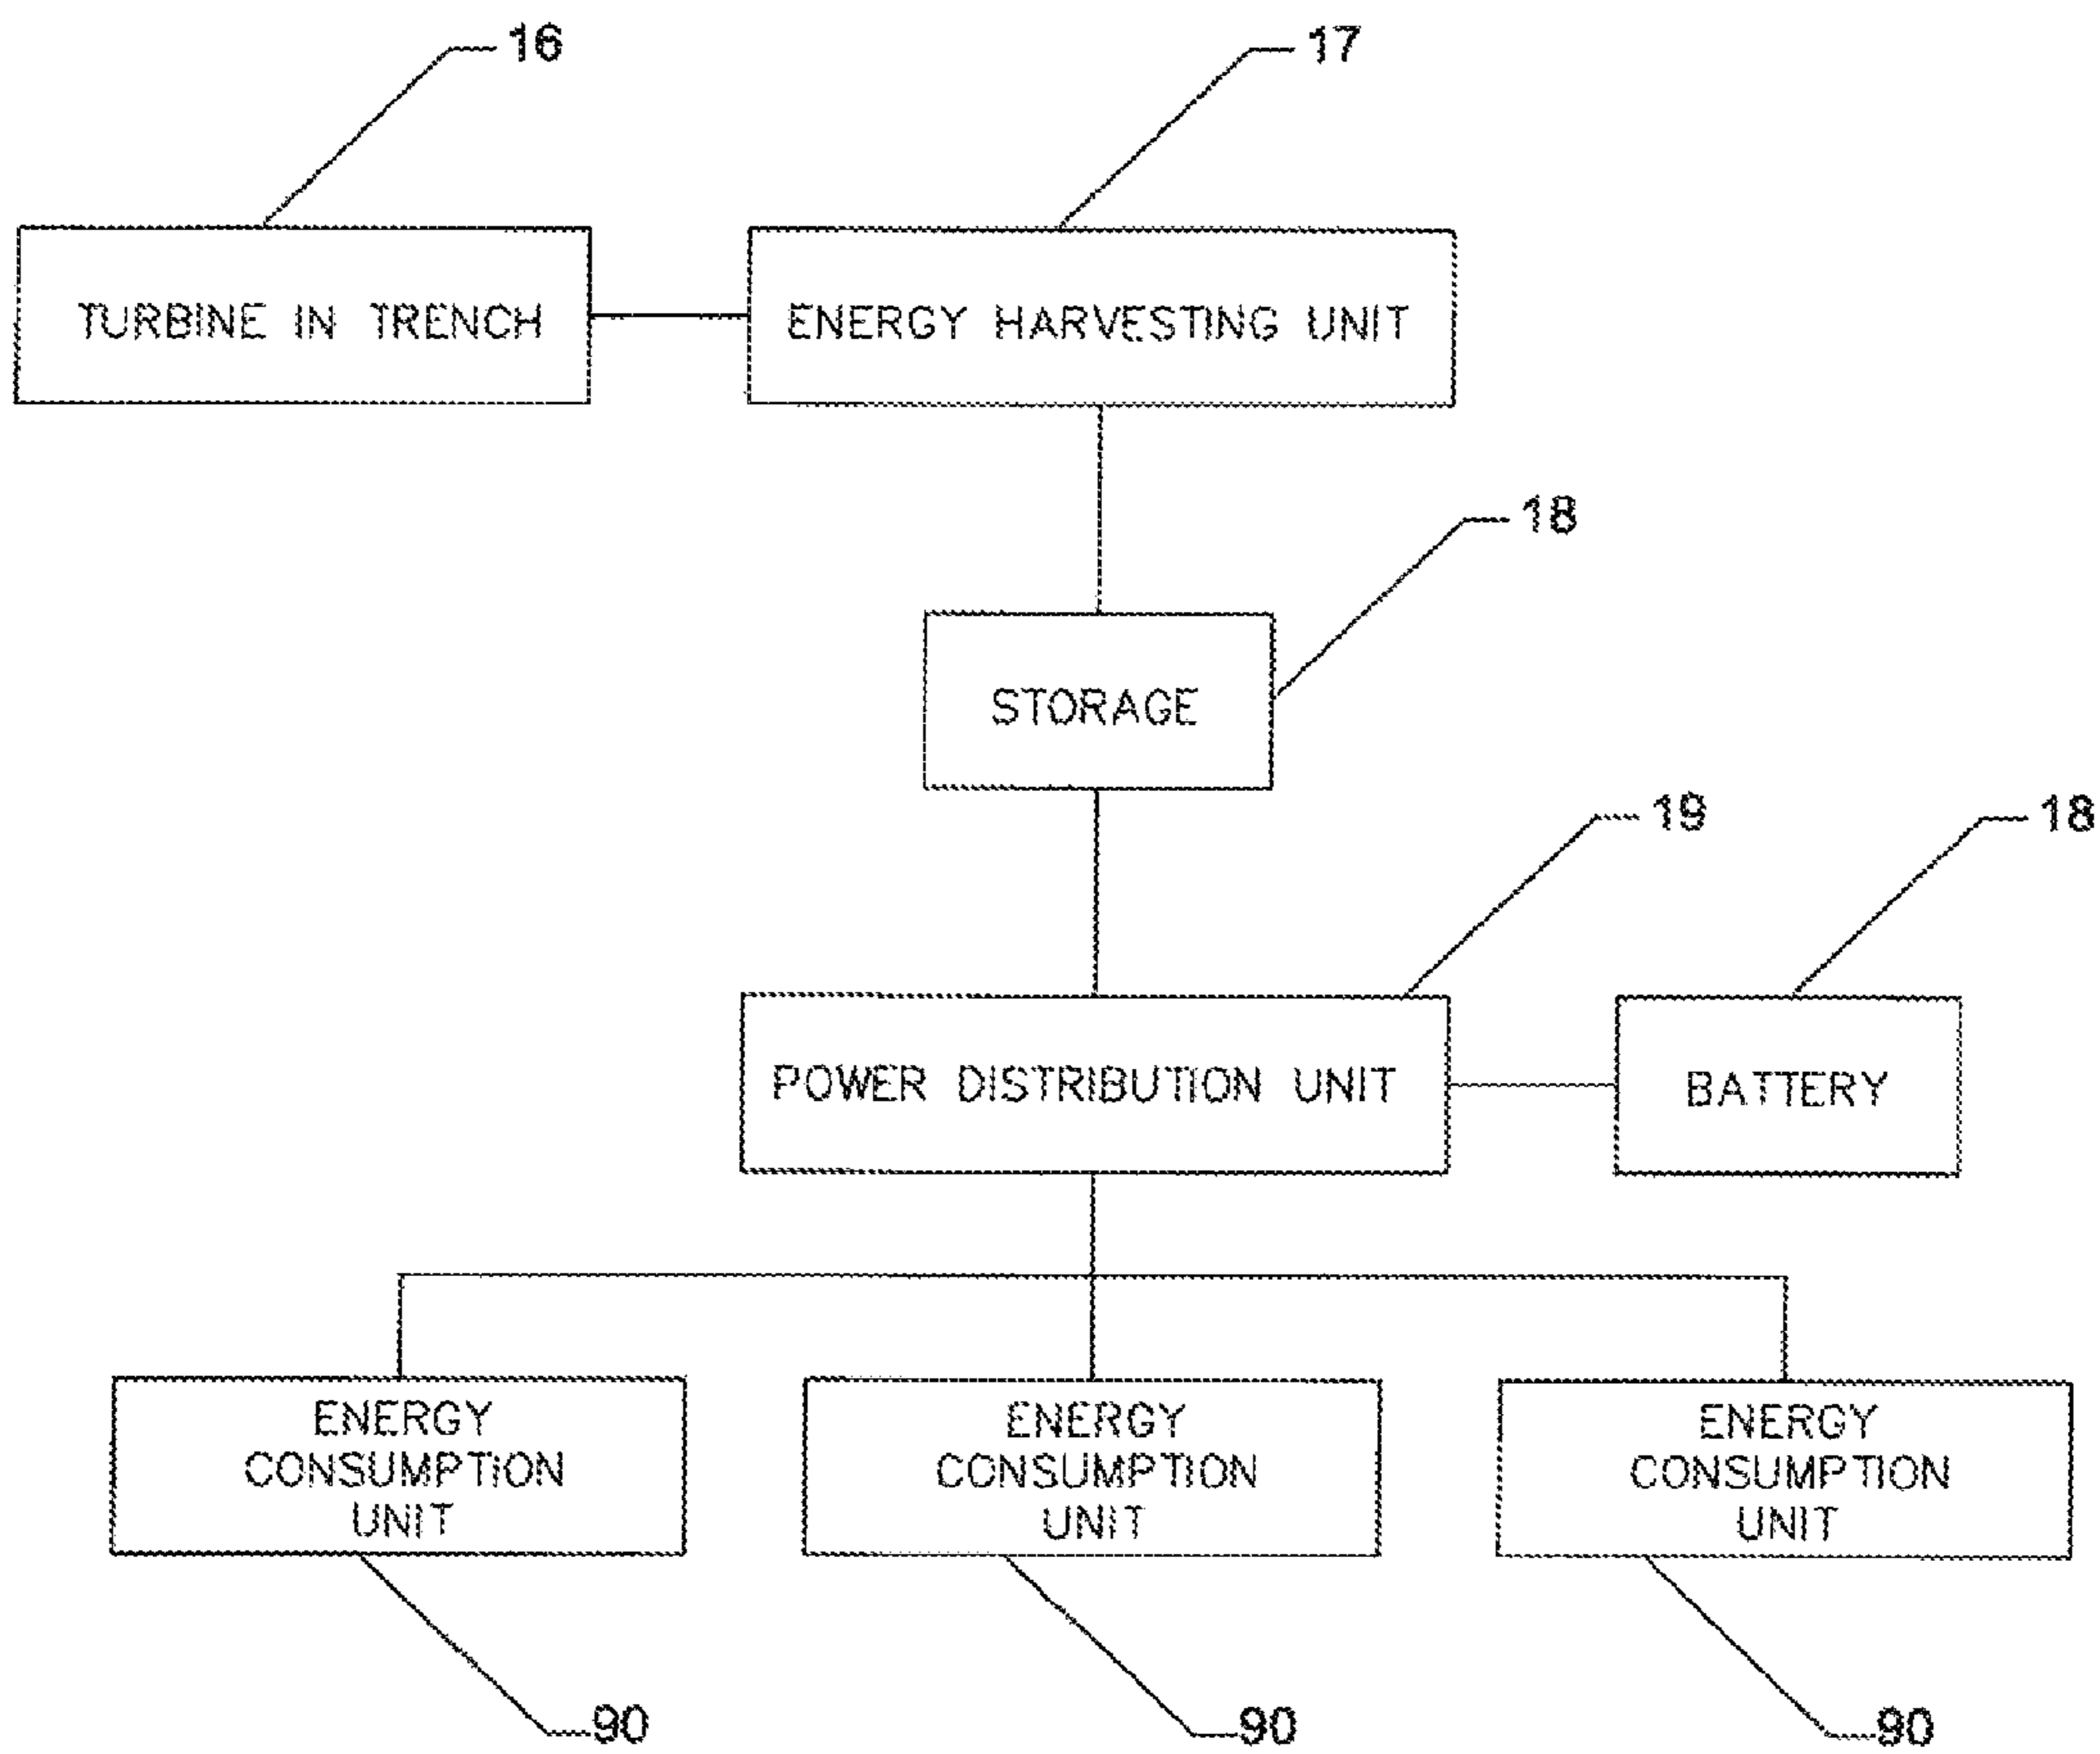 16
17
TURBINE IN TRENCH
ENERGY HARVESTING UNIT
18
STORAGE
19
18
POWER DISTRIBUTION UNIT
BATTERY
ENERGY
CONSUMPTION
UNIT
ENERGY
CONSUMPTION
UNIT
ENERGY
CONSUMPTION
UNIT
90
90
90